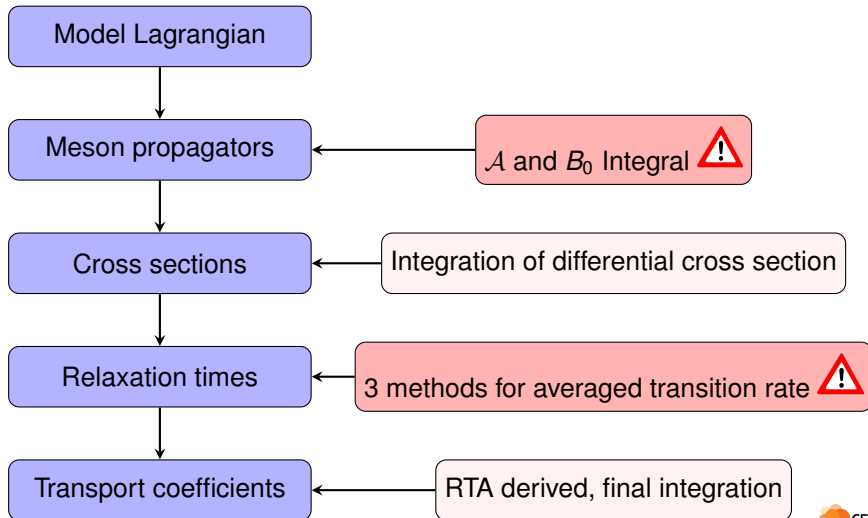 Model Lagrangian
Meson propagators
𝒜 and B₀ Integral
Cross sections
Integration of differential cross section
Relaxation times
3 methods for averaged transition rate
Transport coefficients
RTA derived, final integration